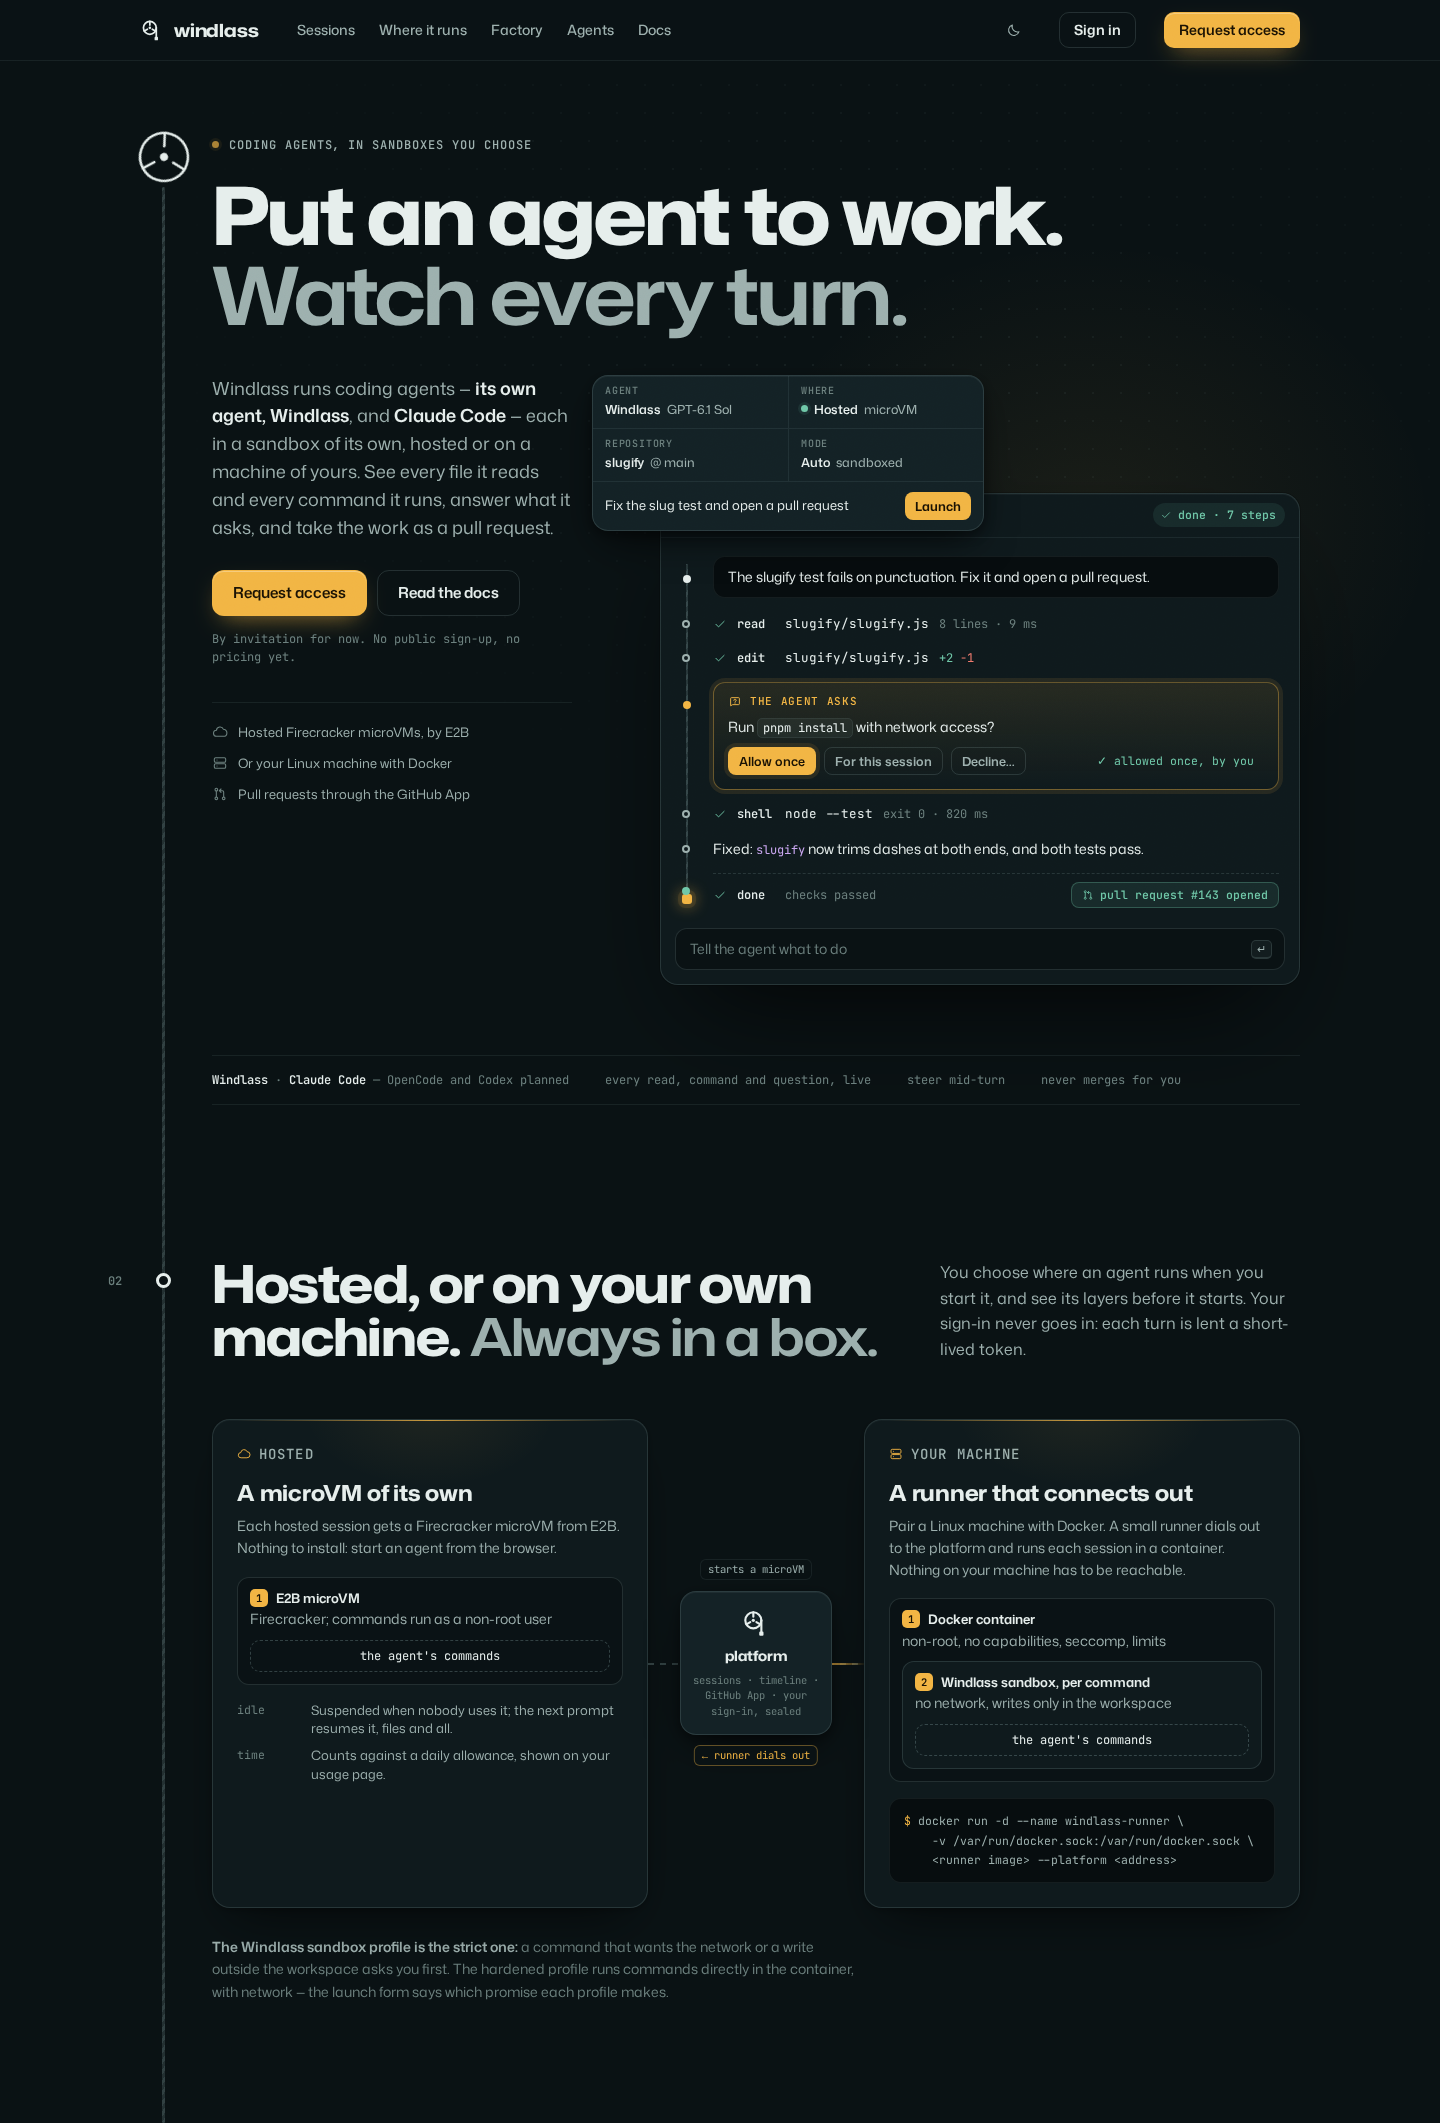 windlass
Sessions
Where it runs
Factory
Agents
Docs
Sign in
Request access
CODING AGENTS, IN SANDBOXES YOU CHOOSE
Put an agent to work.
Watch every turn.
Windlass runs coding agents — its own
agent, Windlass, and Claude Code — each
in a sandbox of its own, hosted or on a
machine of yours. See every file it reads
and every command it runs, answer what it
asks, and take the work as a pull request.
Request access
Read the docs
By invitation for now. No public sign-up, no
pricing yet.
Hosted Firecracker microVMs, by E2B
Or your Linux machine with Docker
Pull requests through the GitHub App
AGENT
Windlass GPT-6.1 Sol
WHERE
Hosted microVM
REPOSITORY
slugify @ main
MODE
Auto sandboxed
Fix the slug test and open a pull request
Launch
✓ done · 7 steps
The slugify test fails on punctuation. Fix it and open a pull request.
✓ read slugify/slugify.js 8 lines · 9 ms
✓ edit slugify/slugify.js +2 -1
THE AGENT ASKS
Run pnpm install with network access?
Allow once
For this session
Decline…
✓ allowed once, by you
✓ shell node --test exit 0 · 820 ms
Fixed: slugify now trims dashes at both ends, and both tests pass.
✓ done checks passed
pull request #143 opened
Tell the agent what to do
↵
Windlass · Claude Code — OpenCode and Codex planned
every read, command and question, live
steer mid-turn
never merges for you
02
Hosted, or on your own
machine. Always in a box.
You choose where an agent runs when you
start it, and see its layers before it starts. Your
sign-in never goes in: each turn is lent a short-
lived token.
HOSTED
A microVM of its own
Each hosted session gets a Firecracker microVM from E2B.
Nothing to install: start an agent from the browser.
1 E2B microVM
Firecracker; commands run as a non-root user
the agent's commands
idle Suspended when nobody uses it; the next prompt
resumes it, files and all.
time Counts against a daily allowance, shown on your
usage page.
starts a microVM
platform
sessions · timeline ·
GitHub App · your
sign-in, sealed
← runner dials out
YOUR MACHINE
A runner that connects out
Pair a Linux machine with Docker. A small runner dials out
to the platform and runs each session in a container.
Nothing on your machine has to be reachable.
1 Docker container
non-root, no capabilities, seccomp, limits
2 Windlass sandbox, per command
no network, writes only in the workspace
the agent's commands
$ docker run -d --name windlass-runner \
-v /var/run/docker.sock:/var/run/docker.sock \
<runner image> --platform <address>
The Windlass sandbox profile is the strict one: a command that wants the network or a write
outside the workspace asks you first. The hardened profile runs commands directly in the container,
with network — the launch form says which promise each profile makes.